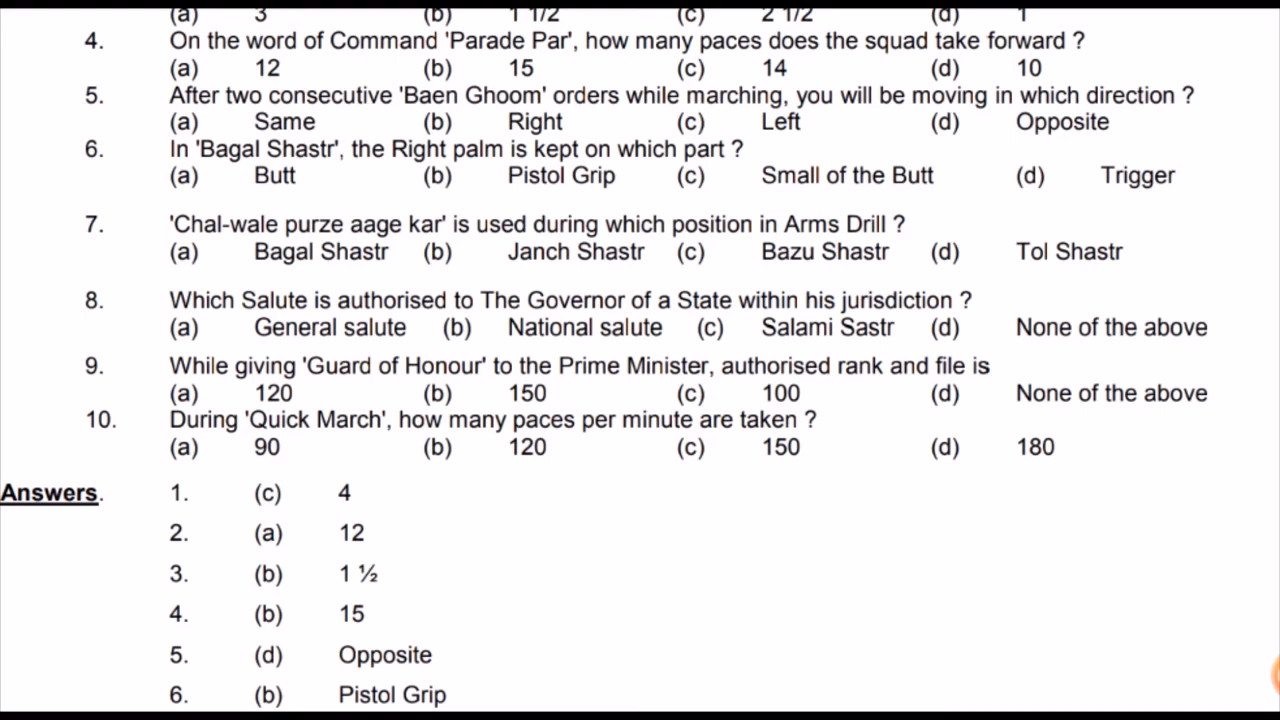 (a) 3 (b) 1 1/2 (c) 2 1/2 (d) 1
4. On the word of Command 'Parade Par', how many paces does the squad take forward ?
(a) 12 (b) 15 (c) 14 (d) 10
5. After two consecutive 'Baen Ghoom' orders while marching, you will be moving in which direction ?
(a) Same (b) Right (c) Left (d) Opposite
6. In 'Bagal Shastr', the Right palm is kept on which part ?
(a) Butt (b) Pistol Grip (c) Small of the Butt (d) Trigger
7. 'Chal-wale purze aage kar' is used during which position in Arms Drill ?
(a) Bagal Shastr (b) Janch Shastr (c) Bazu Shastr (d) Tol Shastr
8. Which Salute is authorised to The Governor of a State within his jurisdiction ?
(a) General salute (b) National salute (c) Salami Sastr (d) None of the above
9. While giving 'Guard of Honour' to the Prime Minister, authorised rank and file is
(a) 120 (b) 150 (c) 100 (d) None of the above
10. During 'Quick March', how many paces per minute are taken ?
(a) 90 (b) 120 (c) 150 (d) 180
Answers. 1. (c) 4
2. (a) 12
3. (b) 1 ½
4. (b) 15
5. (d) Opposite
6. (b) Pistol Grip